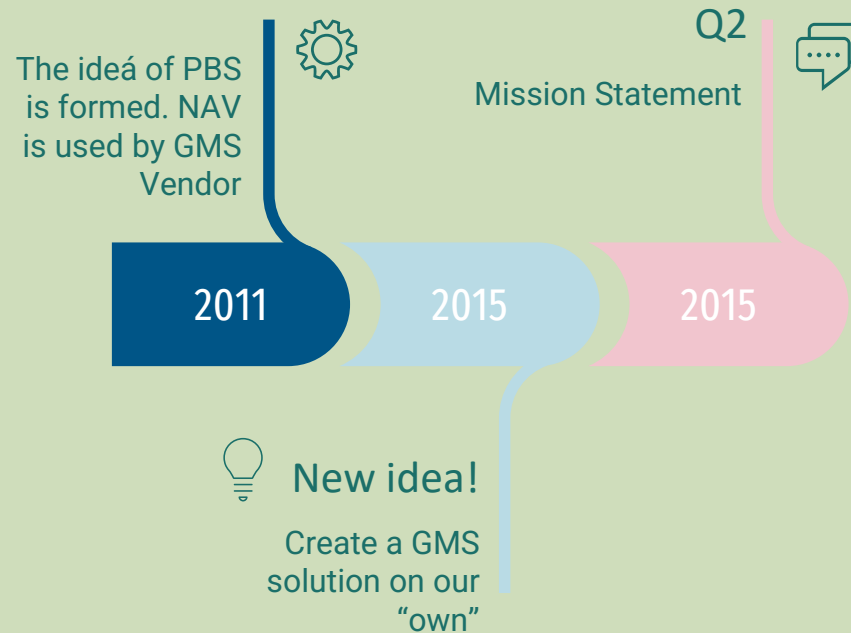 The ideá of PBS
is formed. NAV
is used by GMS
Vendor
Q2
Mission Statement
2011
2015
2015
New idea!
Create a GMS
solution on our
“own”